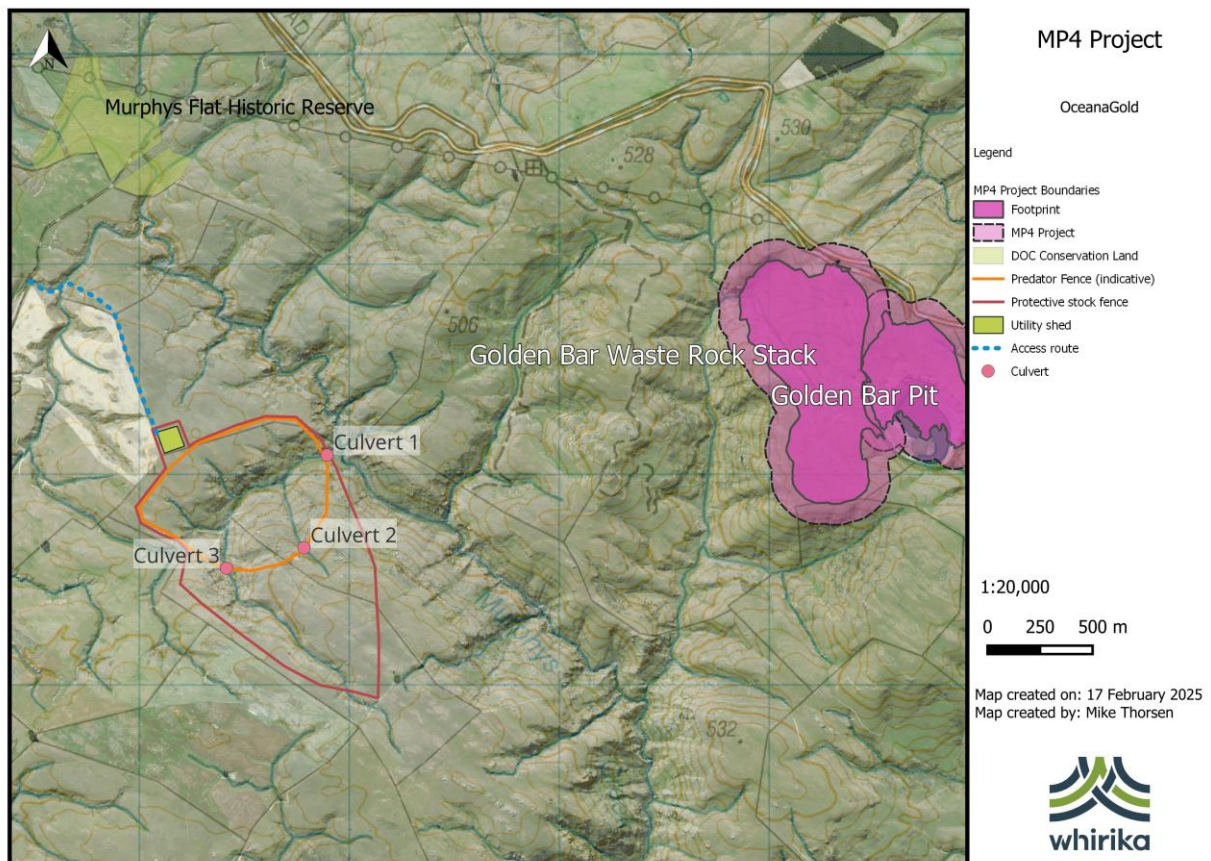 MP4 Project
OceanaGold
Legend
MP4 Project Boundaries
Footprint
MP4 Project
DOC Conservation Land
Predator Fence (indicative)
Protective stock fence
Utility shed
Access route
Culvert
1:20,000
0 250 500 m
Map created on: 17 February 2025
Map created by: Mike Thorsen
whirika
N
AD
Murphys Flat Historic Reserve
530
528
506
Golden Bar Waste Rock Stack
Golden Bar Pit
Culvert 1
Culvert 2
Culvert 3
Murphys
532